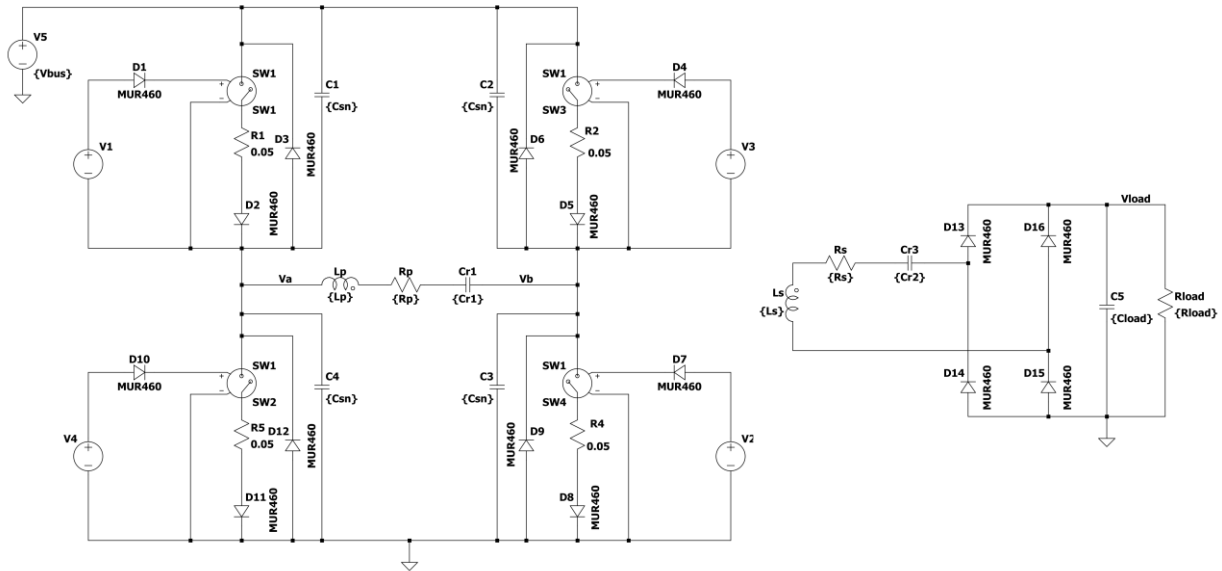 V5
{Vbus}
D1
MUR460
+
-
SW1
SW1
R1
0.05
D2
MUR460
D3
MUR460
C1
{Csn}
V1
C2
{Csn}
D6
MUR460
SW1
SW3
+
-
R2
0.05
D5
MUR460
D4
MUR460
V3
Va
Lp
{Lp}
Rp
{Rp}
Cr1
{Cr1}
Vb
D10
MUR460
+
-
SW1
SW2
R5
0.05
D11
MUR460
D12
MUR460
C4
{Csn}
V4
C3
{Csn}
D9
MUR460
SW1
SW4
+
-
R4
0.05
D8
MUR460
D7
MUR460
V2
Ls
{Ls}
Rs
{Rs}
Cr3
{Cr2}
D13
MUR460
D16
MUR460
D14
MUR460
D15
MUR460
Vload
C5
{Cload}
Rload
{Rload}